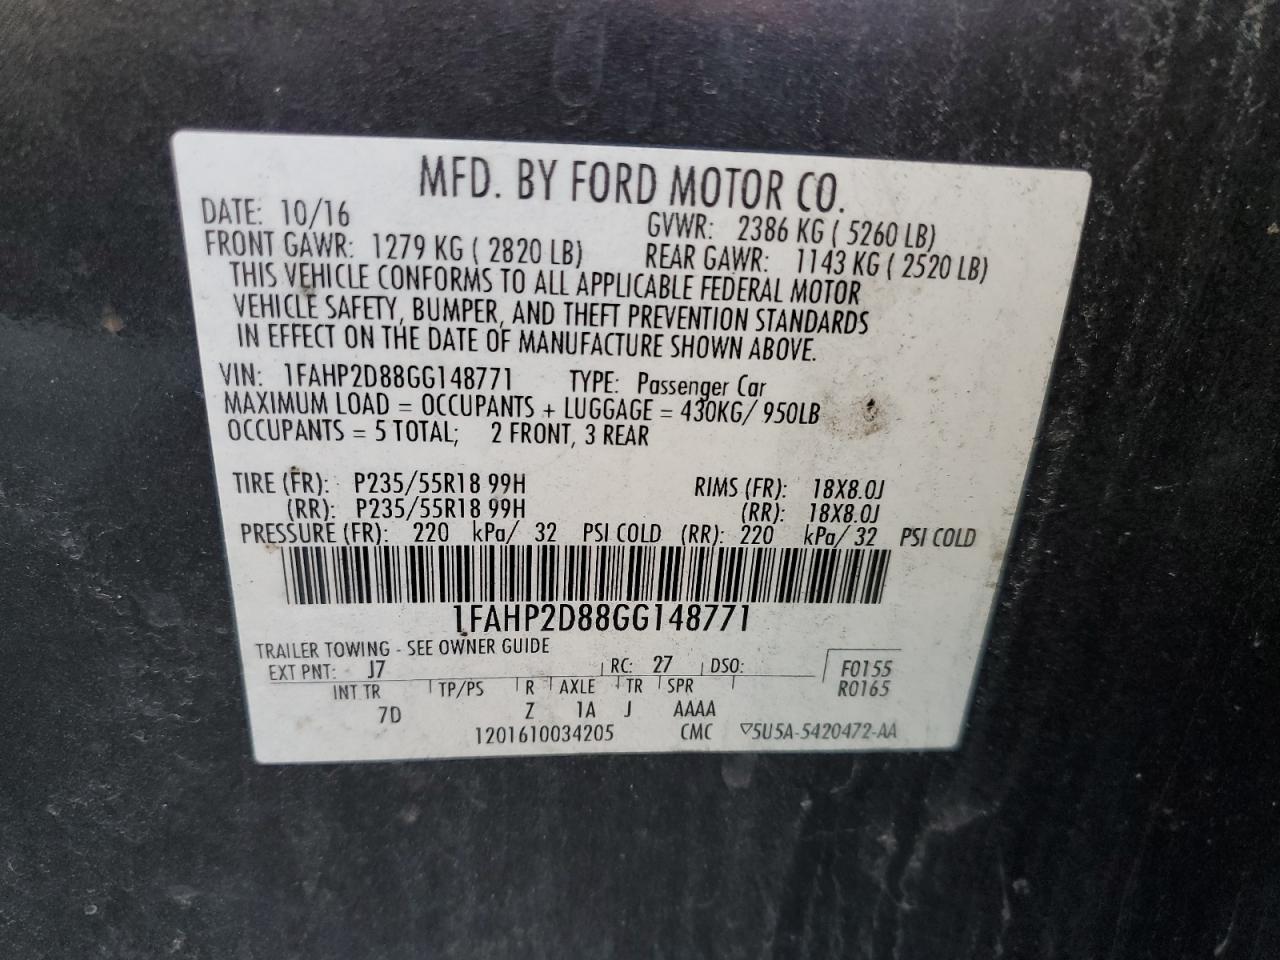 MFD. BY FORD MOTOR CO.
DATE: 10/16 GVWR: 2386 KG ( 5260 LB)
FRONT GAWR: 1279 KG ( 2820 LB) REAR GAWR: 1143 KG ( 2520 LB)
THIS VEHICLE CONFORMS TO ALL APPLICABLE FEDERAL MOTOR
VEHICLE SAFETY, BUMPER, AND THEFT PREVENTION STANDARDS
IN EFFECT ON THE DATE OF MANUFACTURE SHOWN ABOVE.
VIN: 1FAHP2D88GG148771 TYPE: Passenger Car
MAXIMUM LOAD = OCCUPANTS + LUGGAGE = 430KG/ 950LB
OCCUPANTS = 5 TOTAL; 2 FRONT, 3 REAR
TIRE (FR): P235/55R18 99H RIMS (FR): 18X8.0J
(RR): P235/55R18 99H (RR): 18X8.0J
PRESSURE (FR): 220 kPa/ 32 PSI COLD (RR): 220 kPa/ 32 PSI COLD
1FAHP2D88GG148771
TRAILER TOWING - SEE OWNER GUIDE
EXT PNT: J7 RC: 27 DSO: F0155
INT TR TP/PS R AXLE TR SPR R0165
7D Z 1A J AAAA
1201610034205 CMC ▽5U5A-5420472-AA